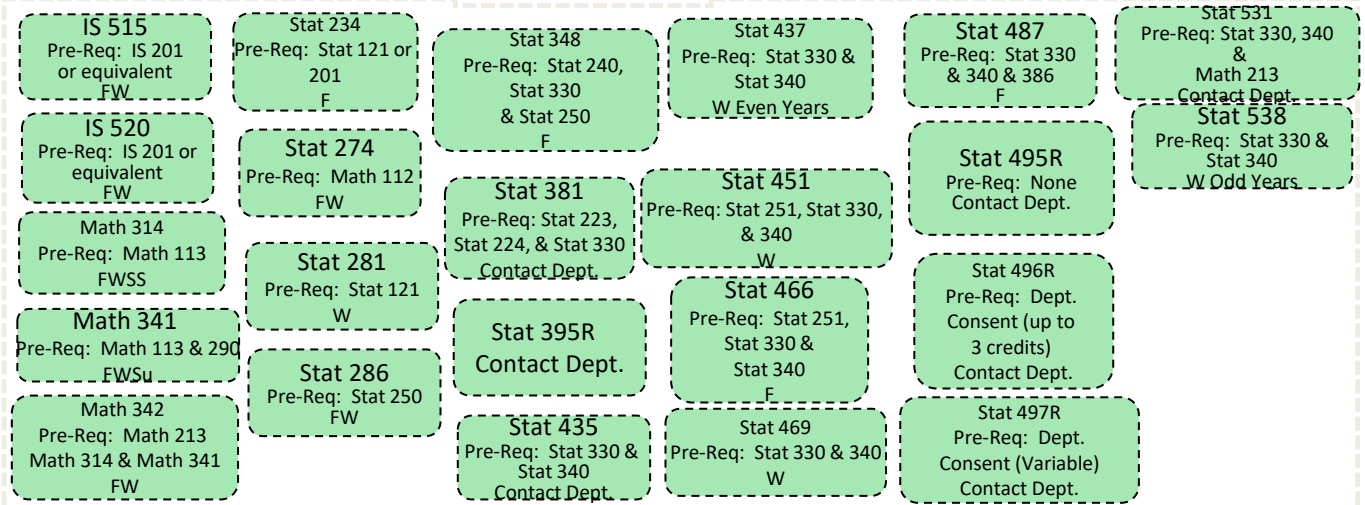 IS 515
Pre-Req: IS 201
or equivalent
FW
IS 520
Pre-Req: IS 201 or
equivalent
FW
Math 314
Pre-Req: Math 113
FWSS
Math 341
Pre-Req: Math 113 & 290
FWSu
Math 342
Pre-Req: Math 213
Math 314 & Math 341
FW
Stat 234
Pre-Req: Stat 121 or
201
F
Stat 274
Pre-Req: Math 112
FW
Stat 281
Pre-Req: Stat 121
W
Stat 286
Pre-Req: Stat 250
FW
Stat 348
Pre-Req: Stat 240,
Stat 330
& Stat 250
F
Stat 381
Pre-Req: Stat 223,
Stat 224, & Stat 330
Contact Dept.
Stat 395R
Contact Dept.
Stat 435
Pre-Req: Stat 330 &
Stat 340
Contact Dept.
Stat 437
Pre-Req: Stat 330 &
Stat 340
W Even Years
Stat 451
Pre-Req: Stat 251, Stat 330,
& 340
W
Stat 466
Pre-Req: Stat 251,
Stat 330 &
Stat 340
F
Stat 469
Pre-Req: Stat 330 & 340
W
Stat 487
Pre-Req: Stat 330
& 340 & 386
F
Stat 495R
Pre-Req: None
Contact Dept.
Stat 496R
Pre-Req: Dept.
Consent (up to
3 credits)
Contact Dept.
Stat 497R
Pre-Req: Dept.
Consent (Variable)
Contact Dept.
Stat 531
Pre-Req: Stat 330, 340
&
Math 213
Contact Dept.
Stat 538
Pre-Req: Stat 330 &
Stat 340
W Odd Years